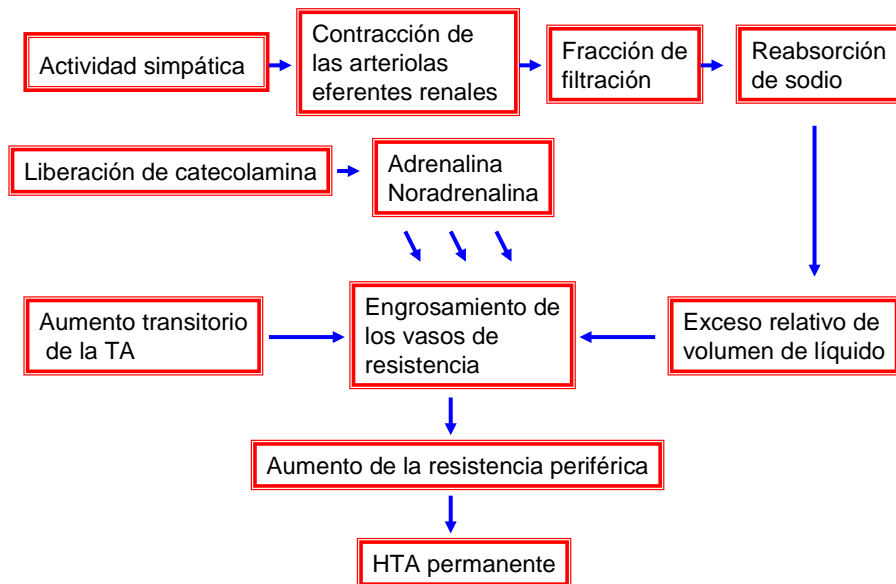 Actividad simpática
Contracción de
las arteriolas
eferentes renales
Fracción de
filtración
Reabsorción
de sodio
Liberación de catecolamina
Adrenalina
Noradrenalina
Aumento transitorio
de la TA
Engrosamiento de
los vasos de
resistencia
Exceso relativo de
volumen de líquido
Aumento de la resistencia periférica
HTA permanente